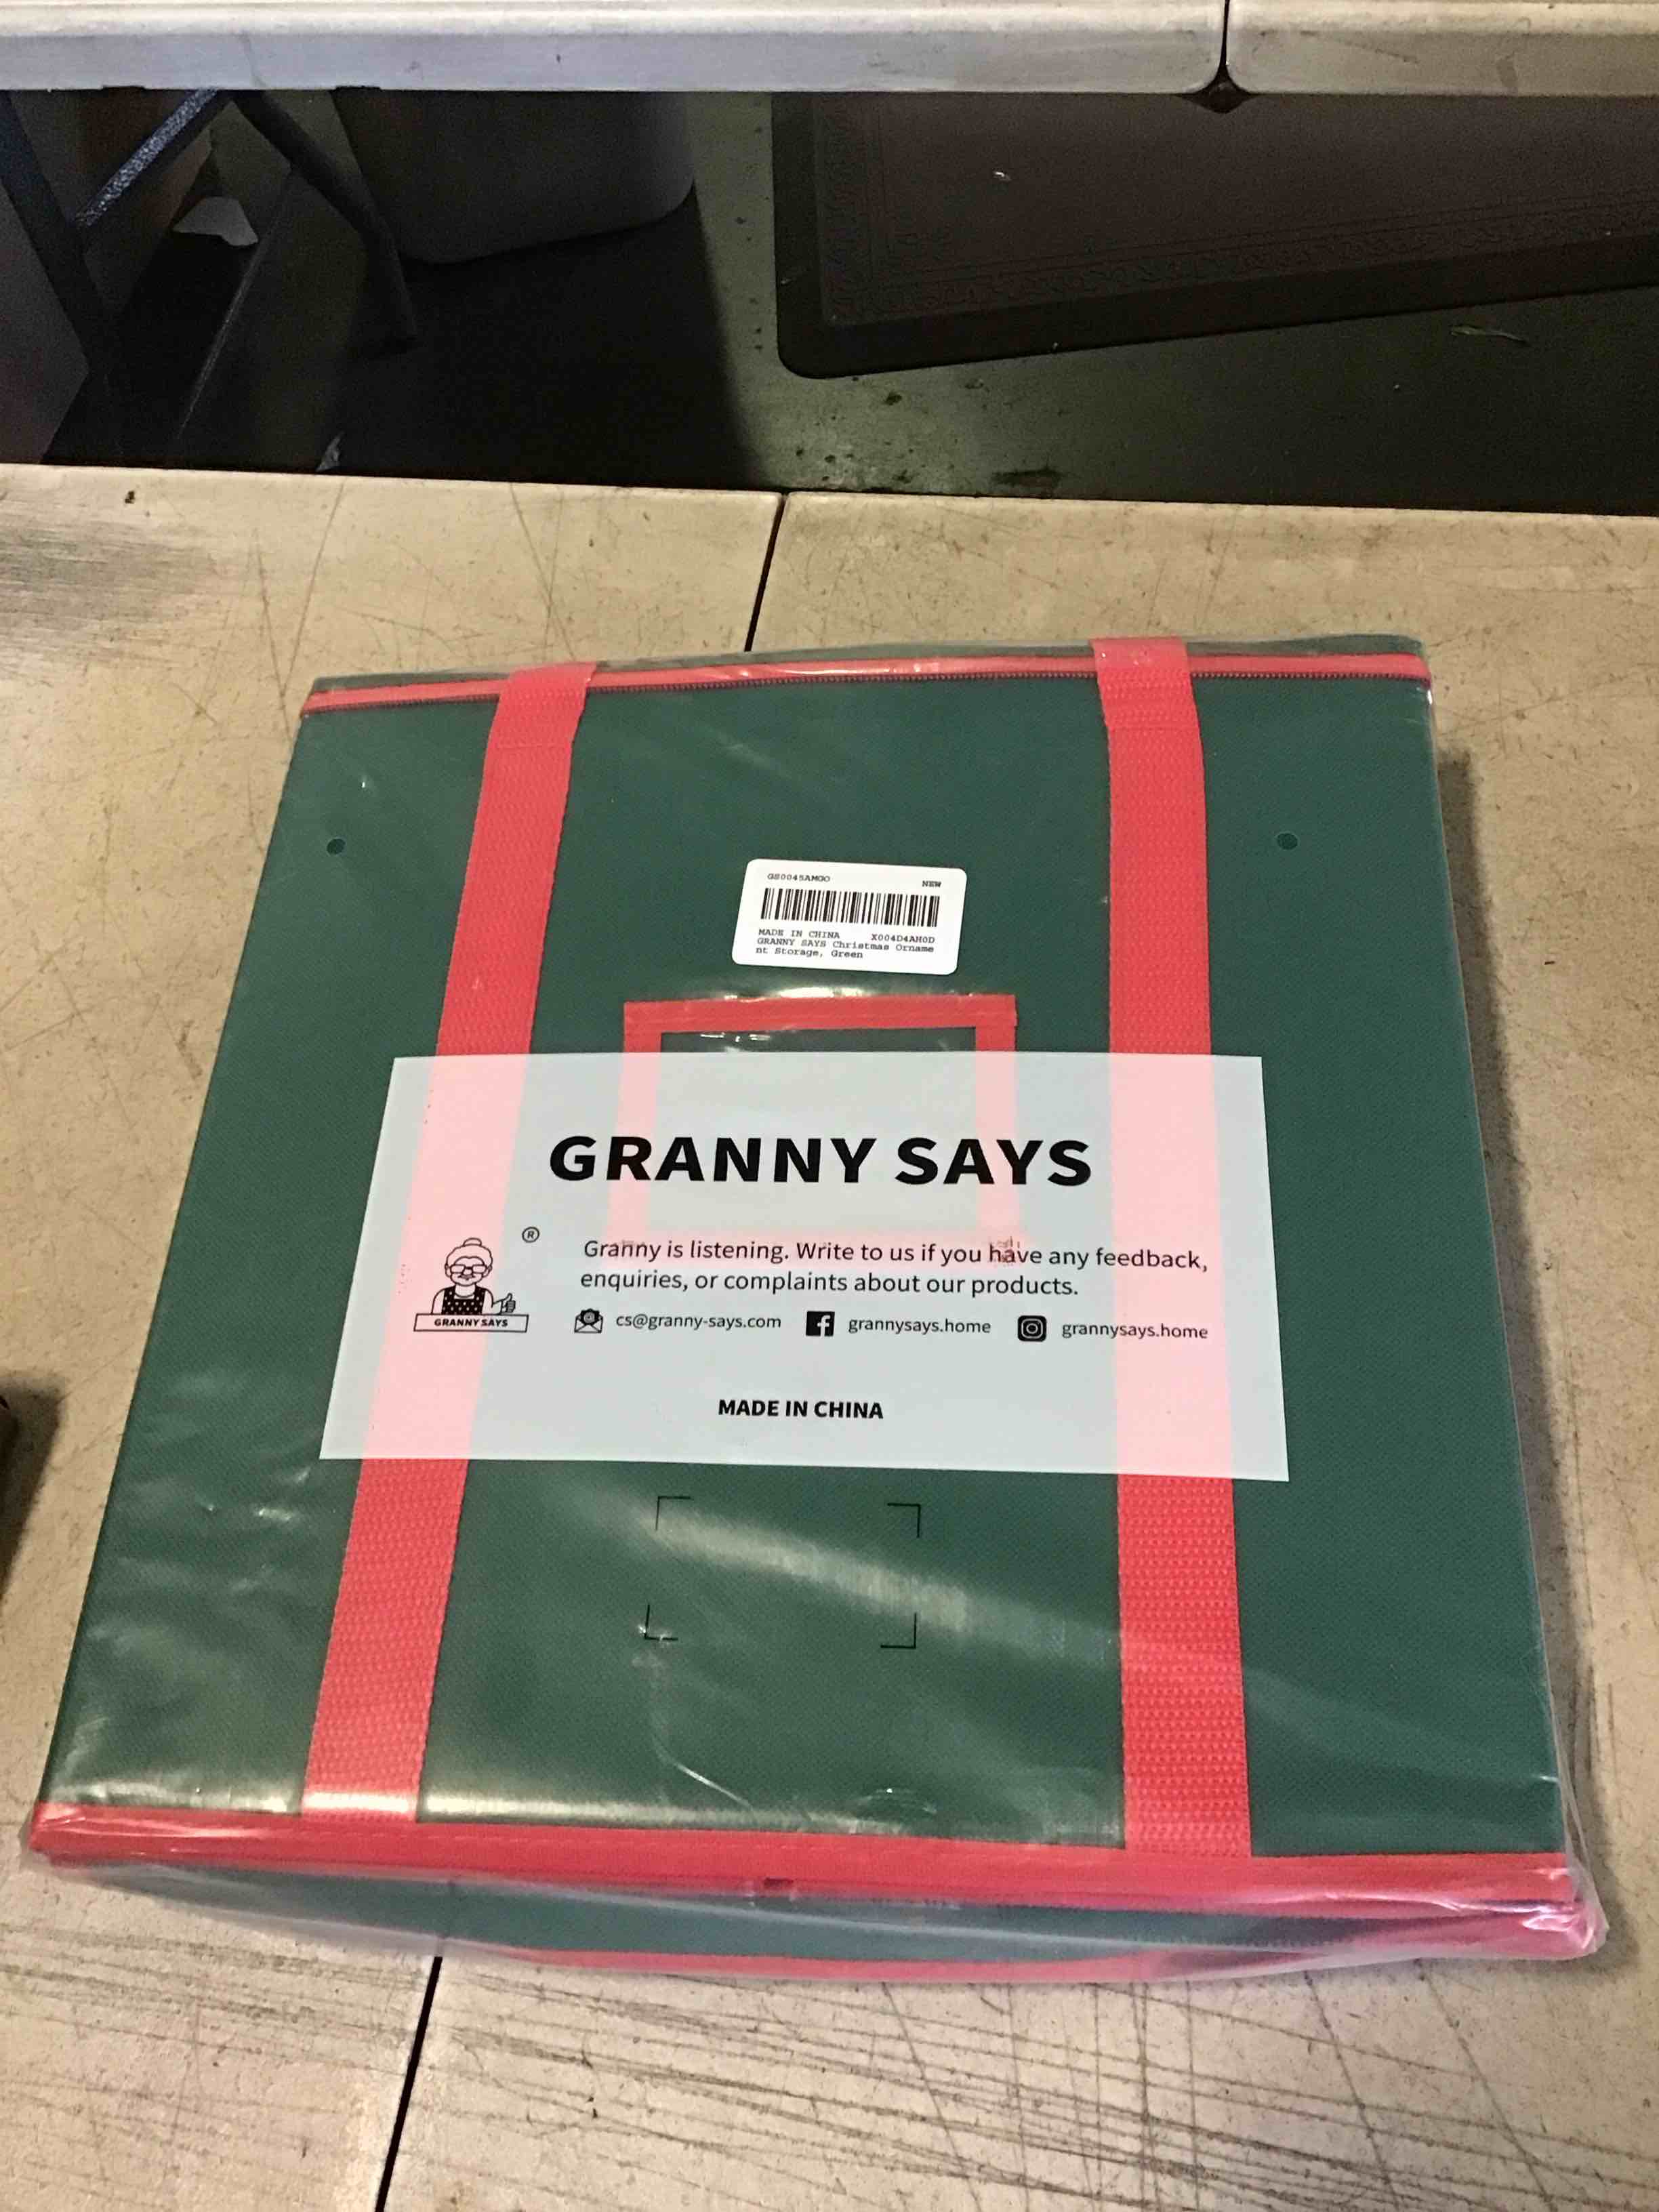 GS0045AMGO NEW
MADE IN CHINA X004D4AH0D
GRANNY SAYS Christmas Orname
nt Storage, Green
GRANNY SAYS
®
GRANNY SAYS
Granny is listening. Write to us if you have any feedback,
enquiries, or complaints about our products.
cs@granny-says.com grannysays.home grannysays.home
MADE IN CHINA